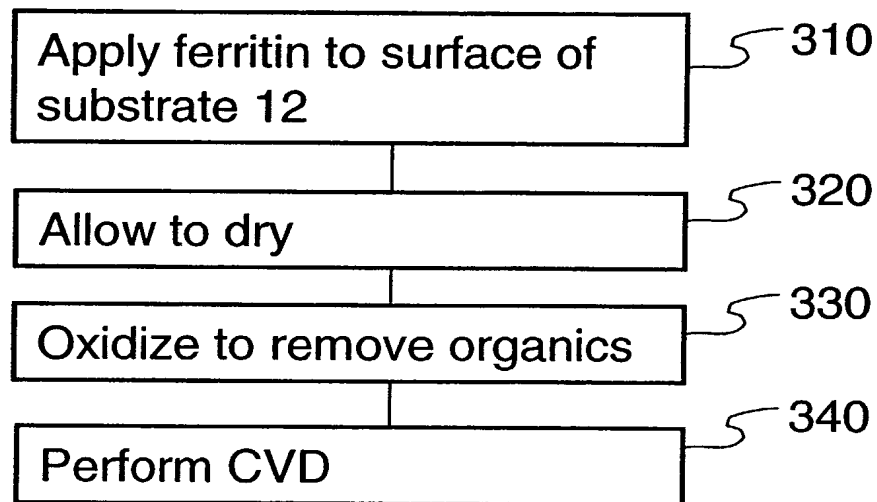 Apply ferritin to surface of 310
substrate 12
Allow to dry 320
Oxidize to remove organics 330
Perform CVD 340